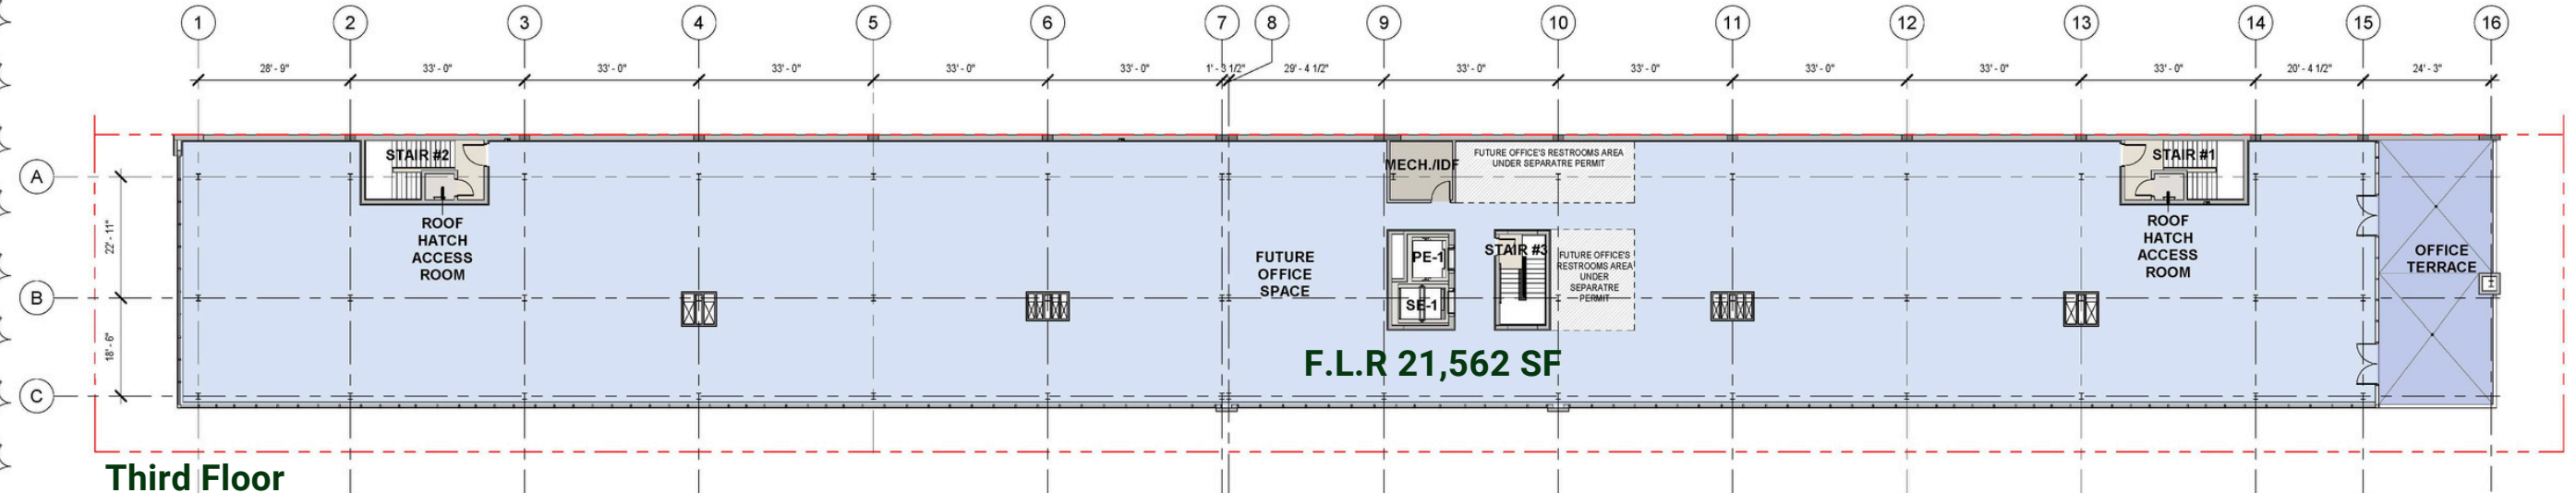 1 2 3 4 5 6 7 8 9 10 11 12 13 14 15 16
28' - 9" 33' - 0" 33' - 0" 33' - 0" 33' - 0" 33' - 0" 1' - 3 1/2" 29' - 4 1/2" 33' - 0" 33' - 0" 33' - 0" 33' - 0" 33' - 0" 20' - 4 1/2" 24' - 3"
A
B
C
22' - 11"
18' - 6"
STAIR #2
ROOF
HATCH
ACCESS
ROOM
FUTURE
OFFICE
SPACE
MECH./IDF
FUTURE OFFICE'S RESTROOMS AREA
UNDER SEPARATRE PERMIT
PE-1
SE-1
STAIR #3
FUTURE OFFICE'S
RESTROOMS AREA
UNDER
SEPARATRE
PERMIT
STAIR #1
ROOF
HATCH
ACCESS
ROOM
OFFICE
TERRACE
F.L.R 21,562 SF
Third Floor